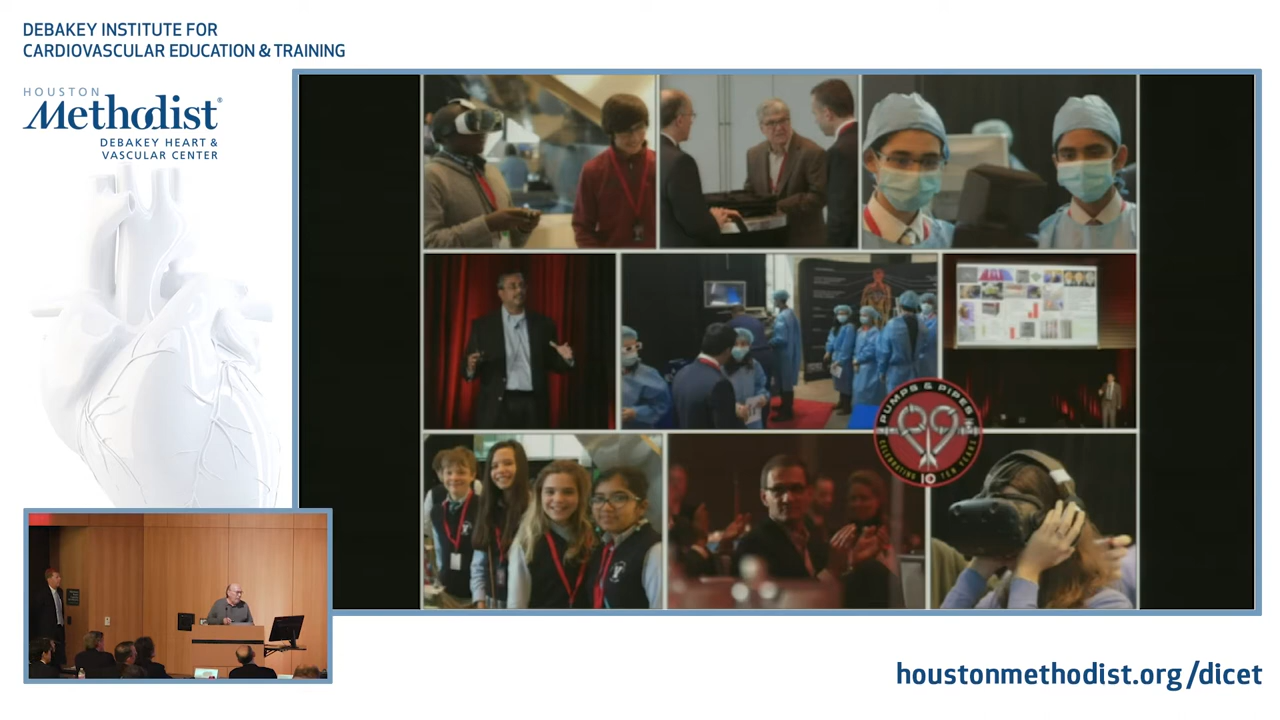 DEBAKEY INSTITUTE FOR
CARDIOVASCULAR EDUCATION & TRAINING
HOUSTON
Methodist®
DEBAKEY HEART &
VASCULAR CENTER
PUMPS & PIPES
CELEBRATING 10 TEN YEARS
houstonmethodist.org/dicet